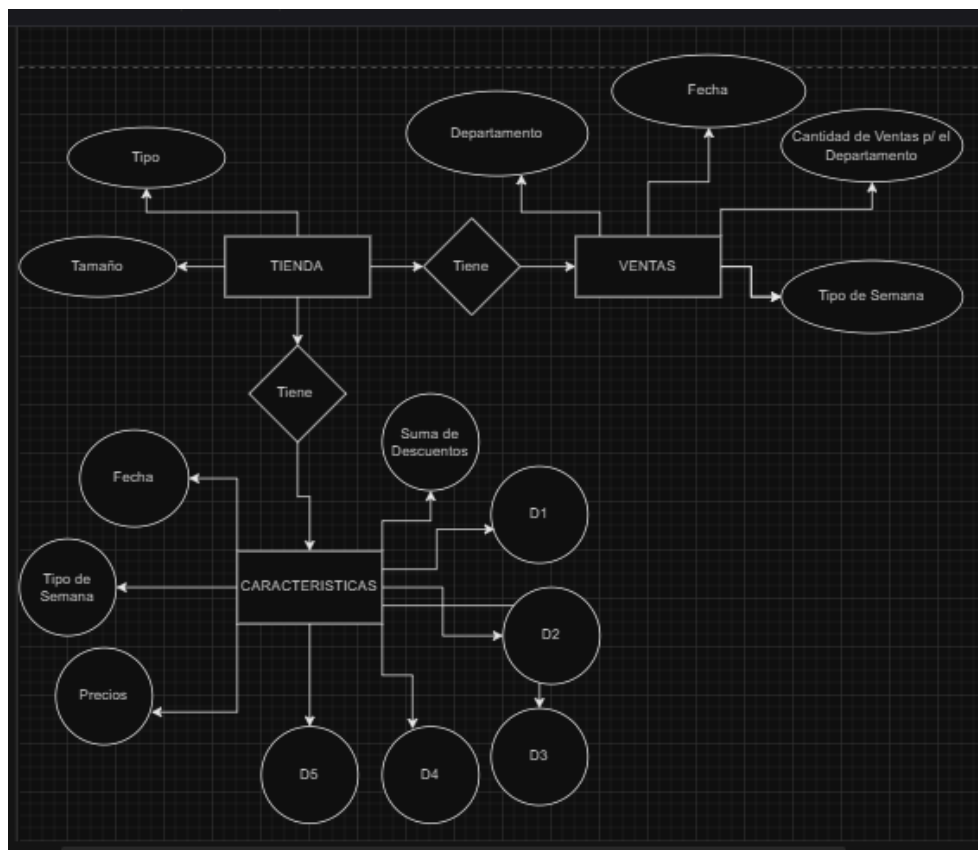 Fecha
Departamento
Cantidad de Ventas p/ el
Departamento
Tipo
Tamaño
TIENDA
Tiene
VENTAS
Tipo de Semana
Tiene
Suma de
Descuentos
Fecha
D1
Tipo de
Semana
CARACTERISTICAS
D2
Precios
D3
D5
D4